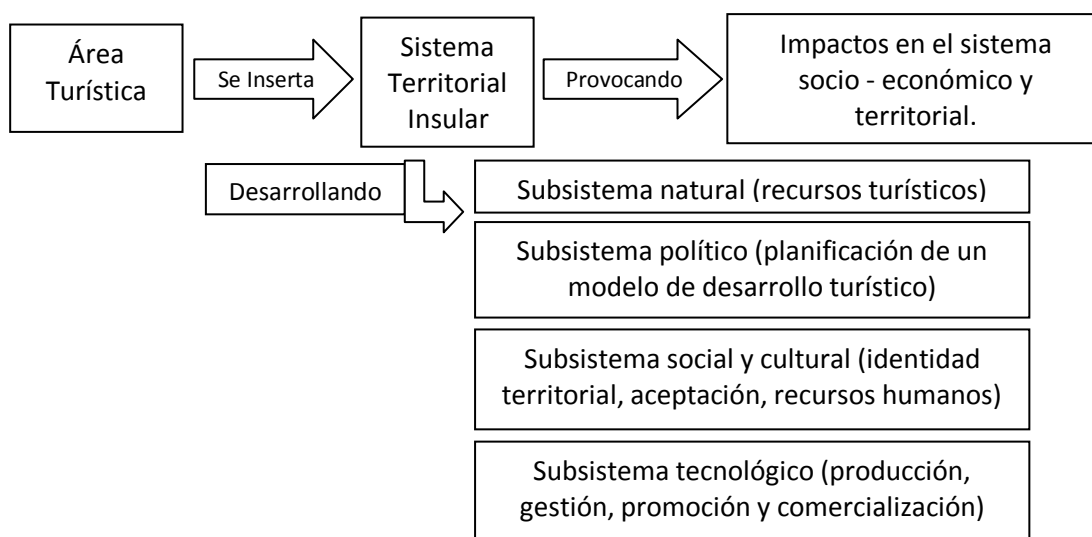 Área
Turística
Se Inserta
Sistema
Territorial
Insular
Provocando
Impactos en el sistema
socio - económico y
territorial.
Desarrollando
Subsistema natural (recursos turísticos)
Subsistema político (planificación de un
modelo de desarrollo turístico)
Subsistema social y cultural (identidad
territorial, aceptación, recursos humanos)
Subsistema tecnológico (producción,
gestión, promoción y comercialización)